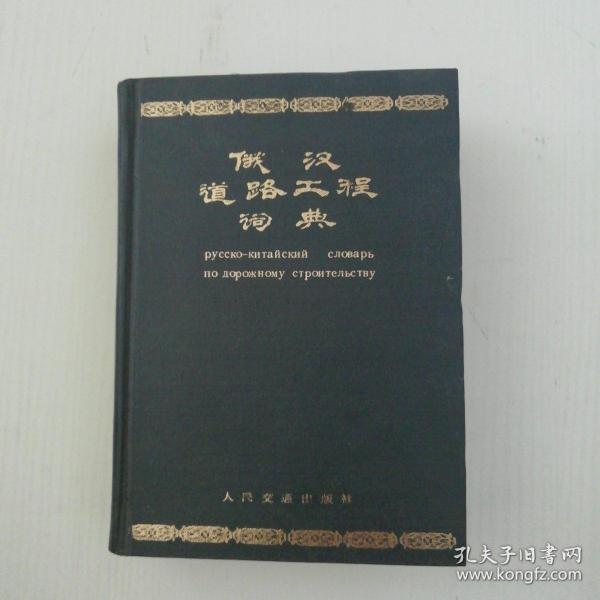 俄汉
道路工程
词典
русско-китайский словарь
по дорожному строительству
人民交通出版社
孔夫子旧书网
www.kongfz.com